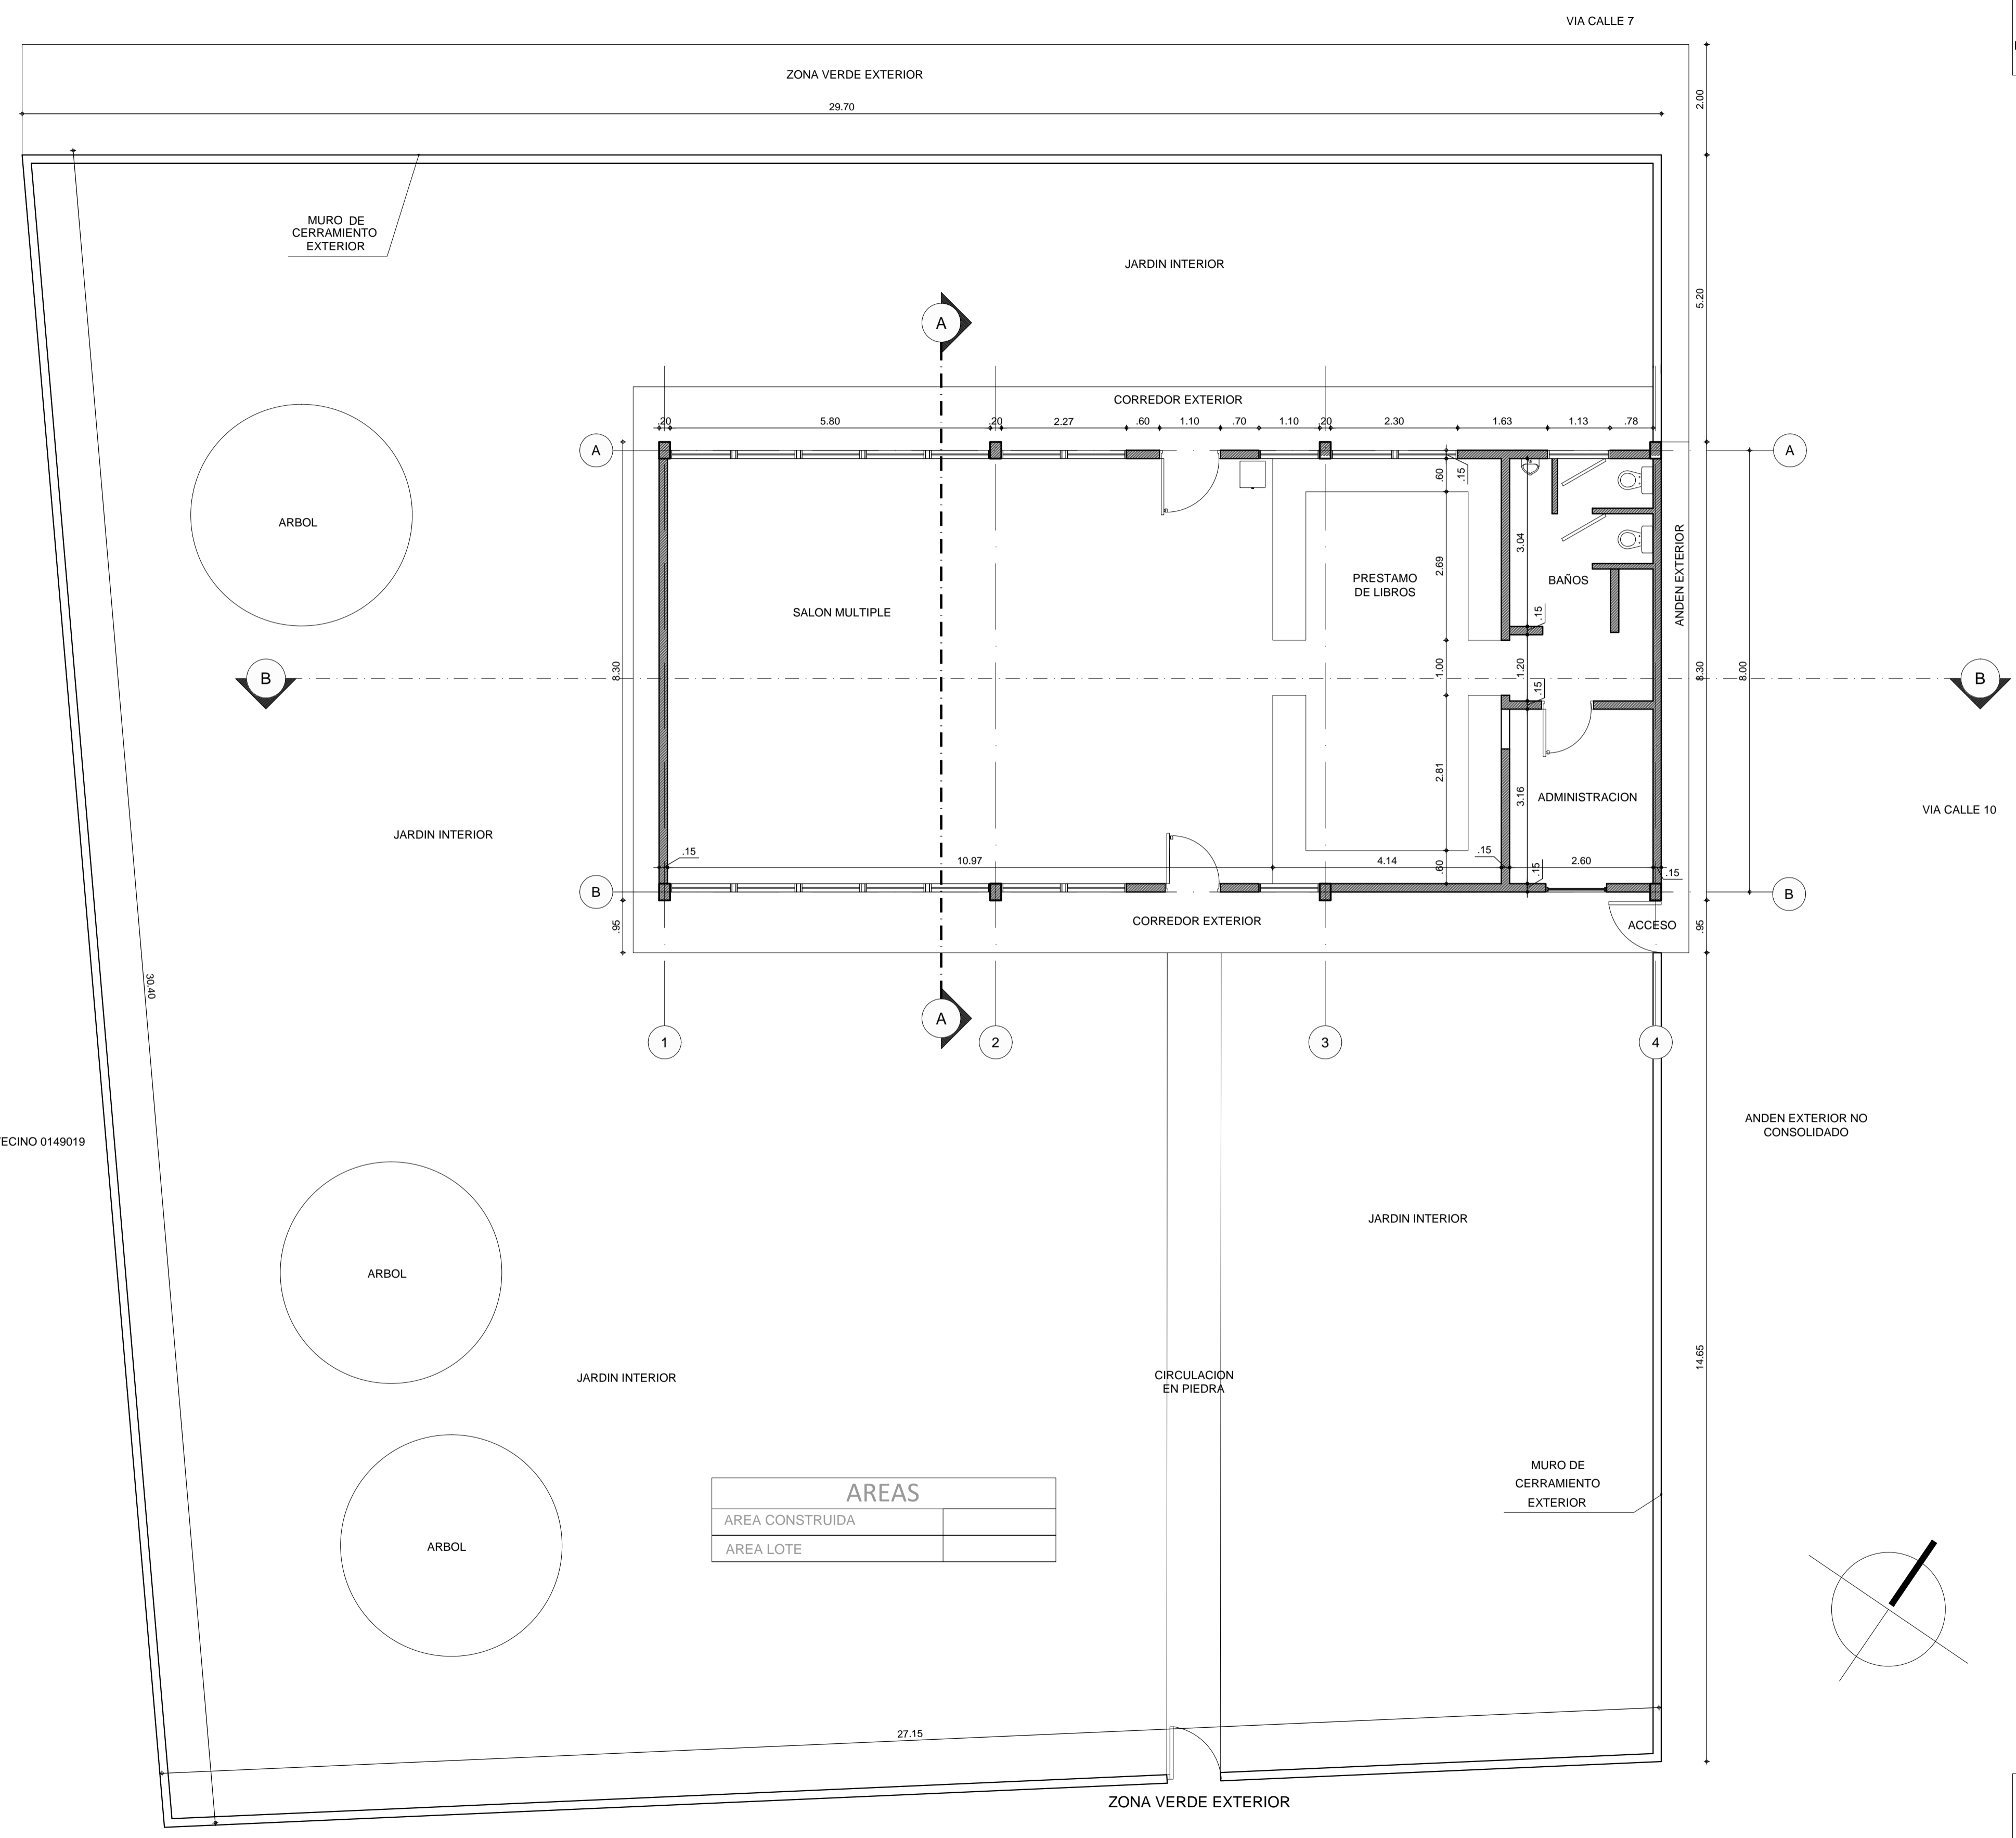 VIA CALLE 7
ZONA VERDE EXTERIOR
29.70
2.00
MURO DE
CERRAMIENTO
EXTERIOR
JARDIN INTERIOR
5.20
A
CORREDOR EXTERIOR
.20
5.80
.20
2.27
.60
1.10
.70
1.10
.20
2.30
1.63
1.13
.78
A
A
.60
.15
ARBOL
3.04
2.69
ANDEN EXTERIOR
PRESTAMO
DE LIBROS
BAÑOS
SALON MULTIPLE
.15
8.30
1.00
1.20
8.30
8.00
B
B
.15
2.81
3.16
ADMINISTRACION
VIA CALLE 10
JARDIN INTERIOR
.15
10.97
4.14
.15
2.60
.60
.15
.15
B
B
.95
CORREDOR EXTERIOR
ACCESO
.95
30.40
A
1
2
3
4
ANDEN EXTERIOR NO
CONSOLIDADO
ECINO 0149019
JARDIN INTERIOR
ARBOL
14.65
JARDIN INTERIOR
CIRCULACION
EN PIEDRA
MURO DE
CERRAMIENTO
EXTERIOR
AREAS
AREA CONSTRUIDA
AREA LOTE
ARBOL
27.15
ZONA VERDE EXTERIOR